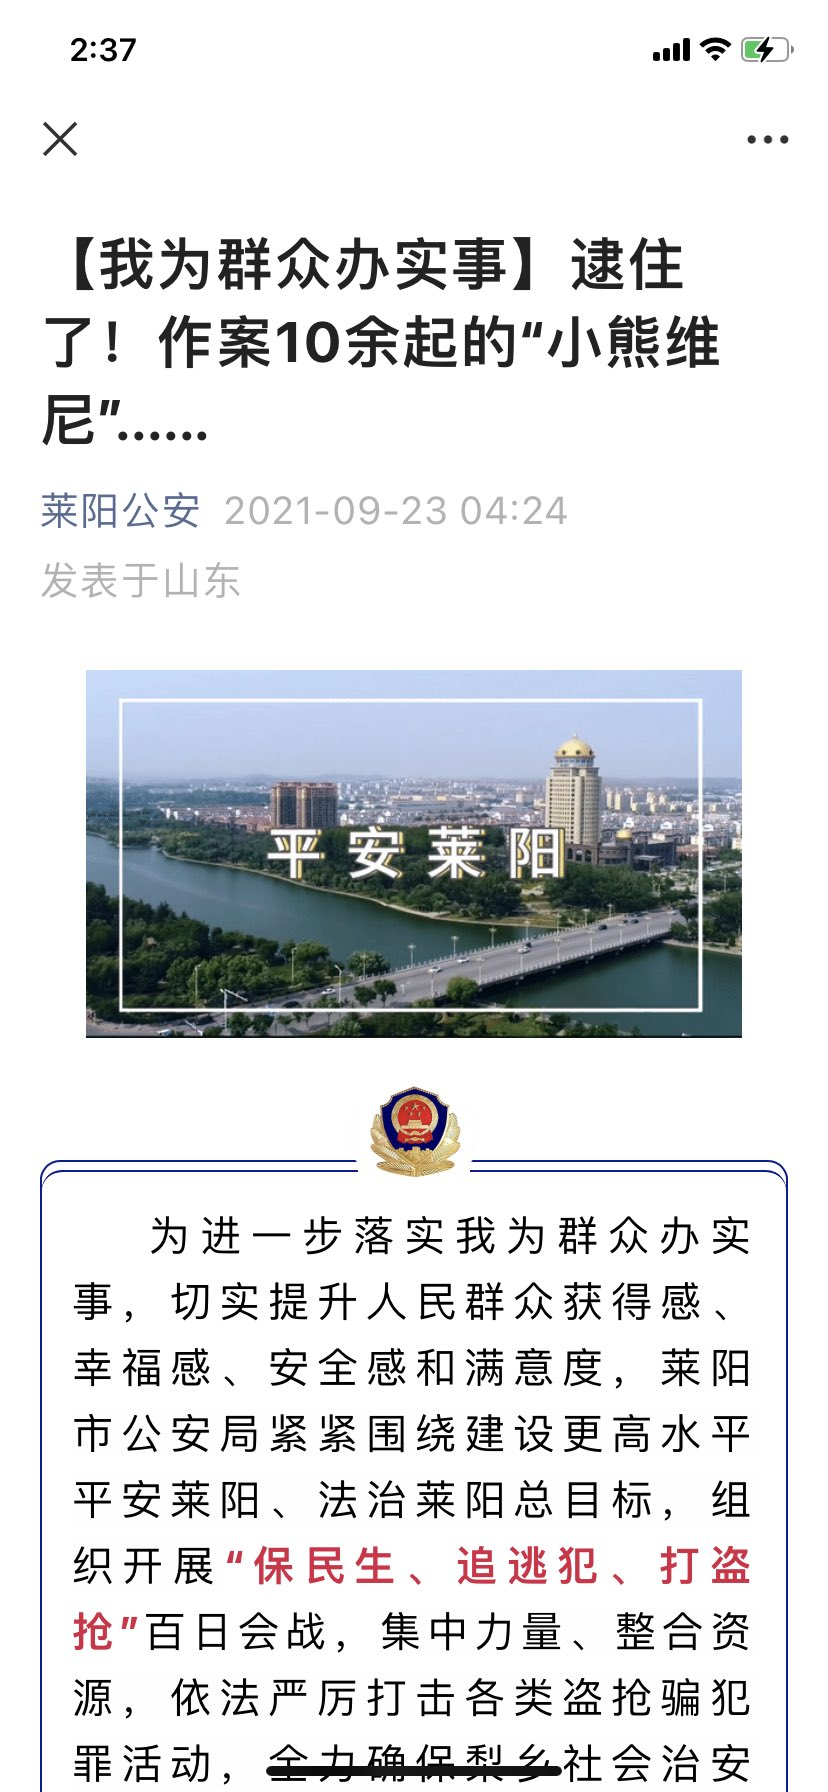 2:37
【我为群众办实事】逮住
了！作案10余起的“小熊维
尼”……
莱阳公安 2021-09-23 04:24
发表于山东
平安莱阳
为进一步落实我为群众办实
事，切实提升人民群众获得感、
幸福感、安全感和满意度，莱阳
市公安局紧紧围绕建设更高水平
平安莱阳、法治莱阳总目标，组
织开展“保民生、追逃犯、打盗
抢”百日会战，集中力量、整合资
源，依法严厉打击各类盗抢骗犯
罪活动，全力确保梨乡社会治安